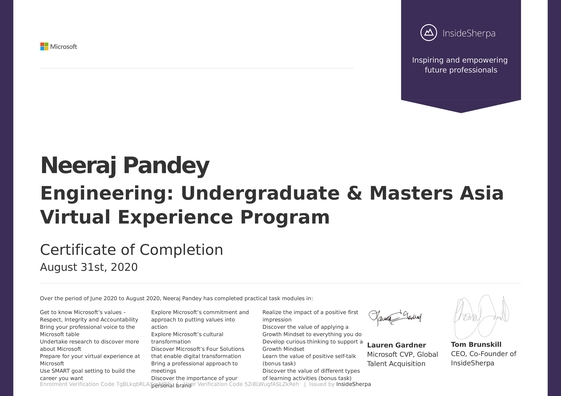 Microsoft
InsideSherpa
Inspiring and empowering
future professionals
Neeraj Pandey
Engineering: Undergraduate & Masters Asia
Virtual Experience Program
Certificate of Completion
August 31st, 2020
Over the period of June 2020 to August 2020, Neeraj Pandey has completed practical task modules in:
Get to know Microsoft's values –
Respect, Integrity and Accountability
Bring your professional voice to the
Microsoft table
Undertake research to discover more
about Microsoft
Prepare for your virtual experience at
Microsoft
Use SMART goal setting to build the
career you want
Explore Microsoft's commitment and
approach to putting values into
action
Explore Microsoft's cultural
transformation
Discover Microsoft's Four Solutions
that enable digital transformation
Bring a professional approach to
meetings
Discover the importance of your
personal brand
Realize the impact of a positive first
impression
Discover the value of applying a
Growth Mindset to everything you do
Develop curious thinking to support a
Growth Mindset
Learn the value of positive self-talk
(bonus task)
Discover the value of different types
of learning activities (bonus task)
Lauren Gardner
Microsoft CVP, Global
Talent Acquisition
Tom Brunskill
CEO, Co-Founder of
InsideSherpa
Enrolment Verification Code Verification Code | Issued by InsideSherpa